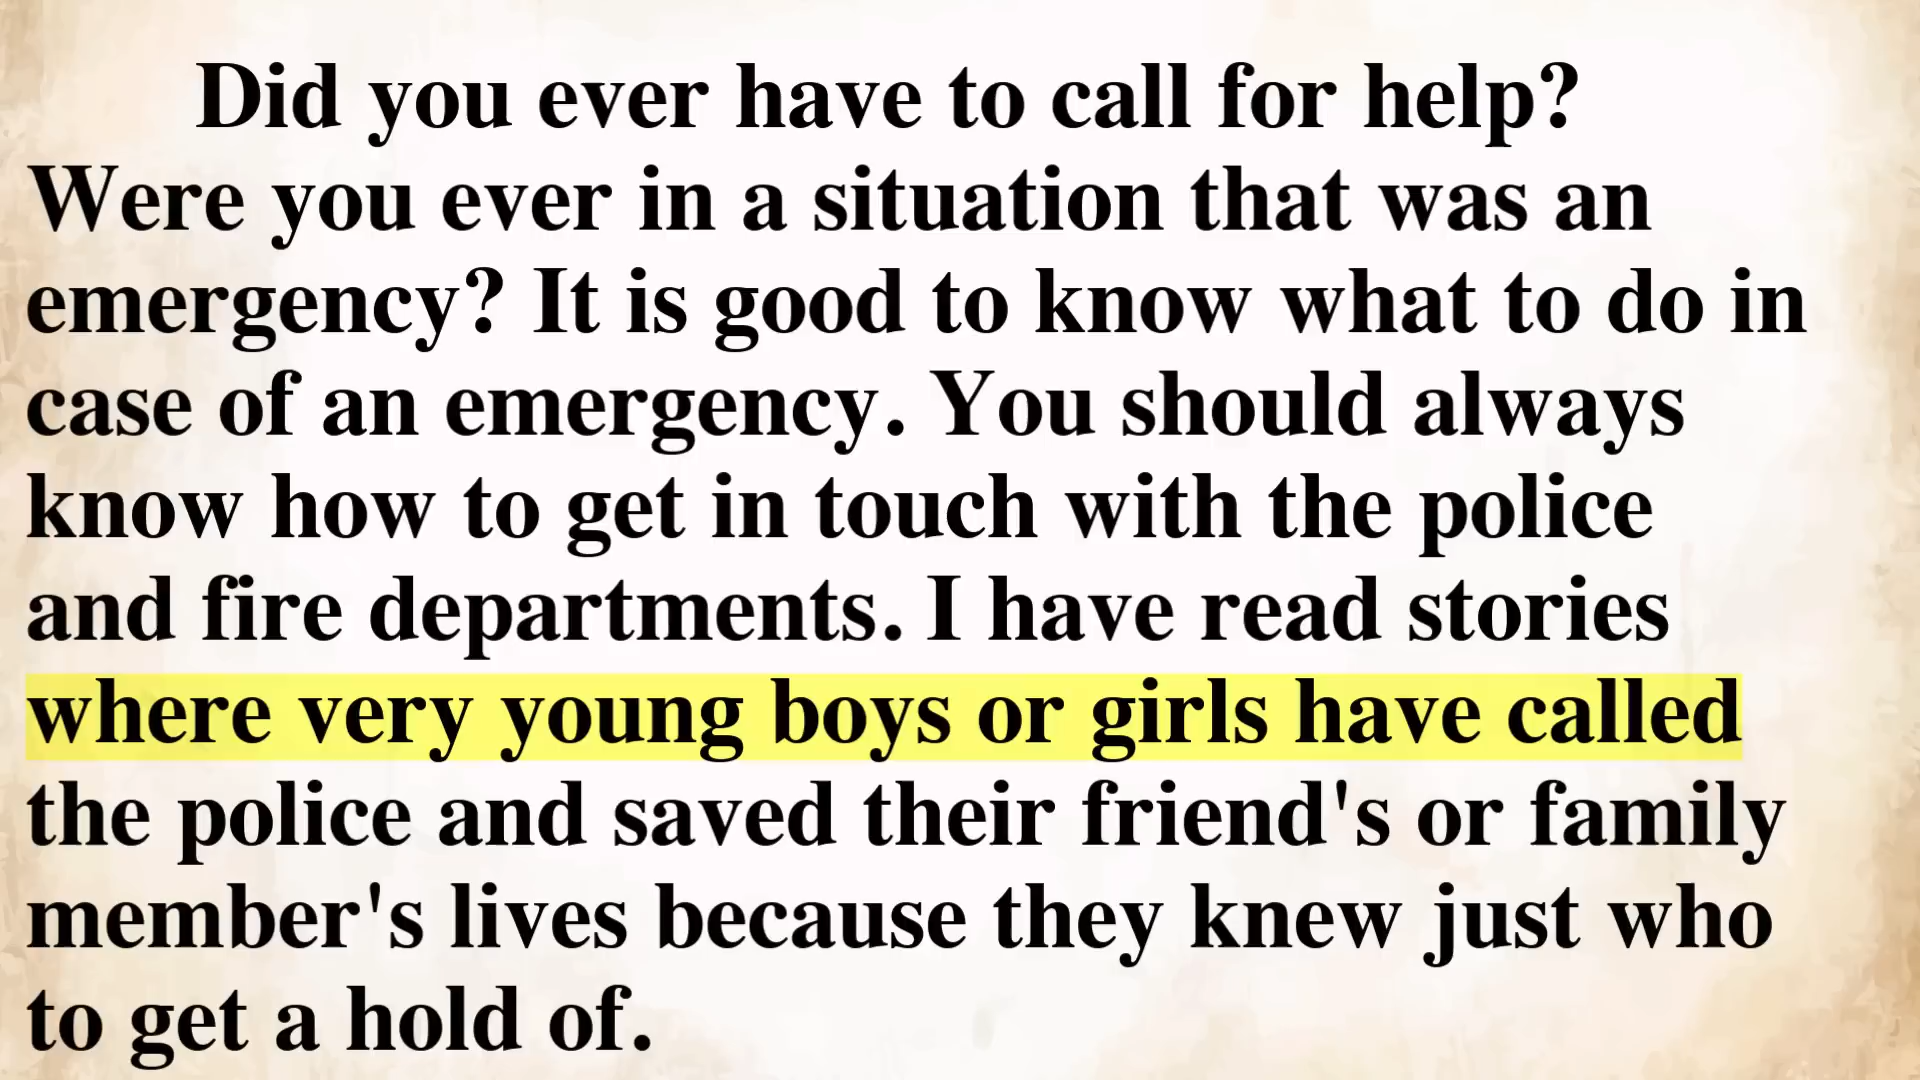 Did you ever have to call for help?
Were you ever in a situation that was an
emergency? It is good to know what to do in
case of an emergency. You should always
know how to get in touch with the police
and fire departments. I have read stories
where very young boys or girls have called
the police and saved their friend's or family
member's lives because they knew just who
to get a hold of.